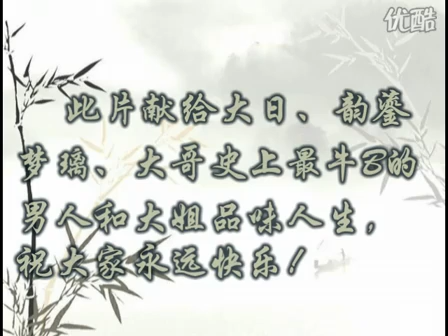 优酷
此片献给大日、韵鎏
梦璃、大哥史上最牛B的
男人和大姐品味人生，
祝大家永远快乐！